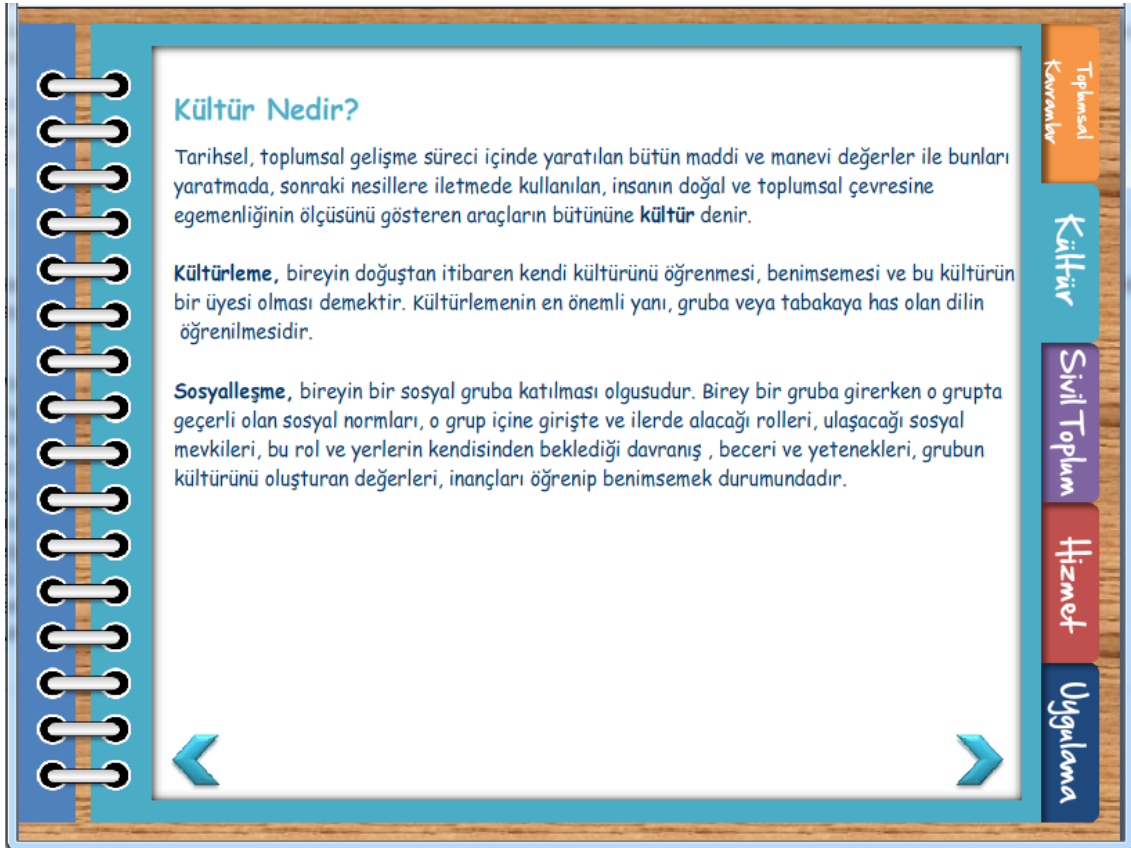 Kültür Nedir?
Tarihsel, toplumsal gelişme süreci içinde yaratılan bütün maddi ve manevi değerler ile bunları
yaratmada, sonraki nesillere iletmede kullanılan, insanın doğal ve toplumsal çevresine
egemenliğinin ölçüsünü gösteren araçların bütününe kültür denir.
Kültürleme, bireyin doğuştan itibaren kendi kültürünü öğrenmesi, benimsemesi ve bu kültürün
bir üyesi olması demektir. Kültürlemenin en önemli yanı, gruba veya tabakaya has olan dilin
öğrenilmesidir.
Sosyalleşme, bireyin bir sosyal gruba katılması olgusudur. Birey bir gruba girerken o grupta
geçerli olan sosyal normları, o grup içine girişte ve ilerde alacağı rolleri, ulaşacağı sosyal
mevkileri, bu rol ve yerlerin kendisinden beklediği davranış , beceri ve yetenekleri, grubun
kültürünü oluşturan değerleri, inançları öğrenip benimsemek durumundadır.
Toplumsal
Kavramlar
Kültür
Sivil Toplum
Hizmet
Uygulama